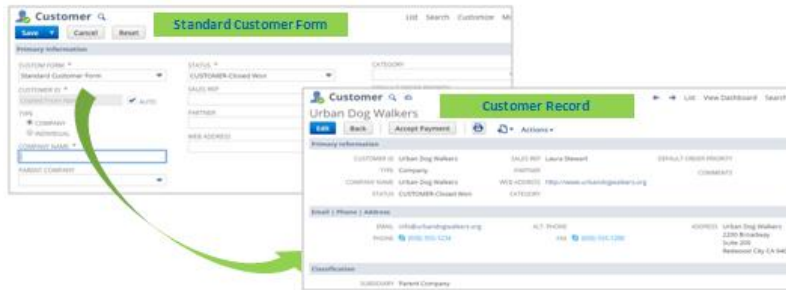 Customer
Standard Customer Form
List Search Customize
Save Cancel Reset
Primary Information
CUSTOM FORM *
Standard Customer Form
CUSTOMER ID *
AUTO
TYPE
COMPANY
INDIVIDUAL
COMPANY NAME *
PARENT COMPANY
STATUS *
CUSTOMER-Closed Won
SALES REP
PARTNER
WEB ADDRESS
CATEGORY
Customer
Customer Record
List View Dashboard Search
Urban Dog Walkers
Edit Back Accept Payment Actions
Primary Information
CUSTOMER ID Urban Dog Walkers
TYPE Company
COMPANY NAME Urban Dog Walkers
STATUS CUSTOMER-Closed Won
SALES REP Laura Stewart
PARTNER
WEB ADDRESS http://www.urbandogwalkers.org
CATEGORY
DEFAULT ORDER PRIORITY
COMMENTS
Email | Phone | Address
EMAIL info@urbandogwalkers.org
PHONE
ALT. PHONE
FAX
ADDRESS Urban Dog Walkers
2200 Broadway
Suite 200
Redwood City CA
Classification
SUBSIDIARY Parent Company